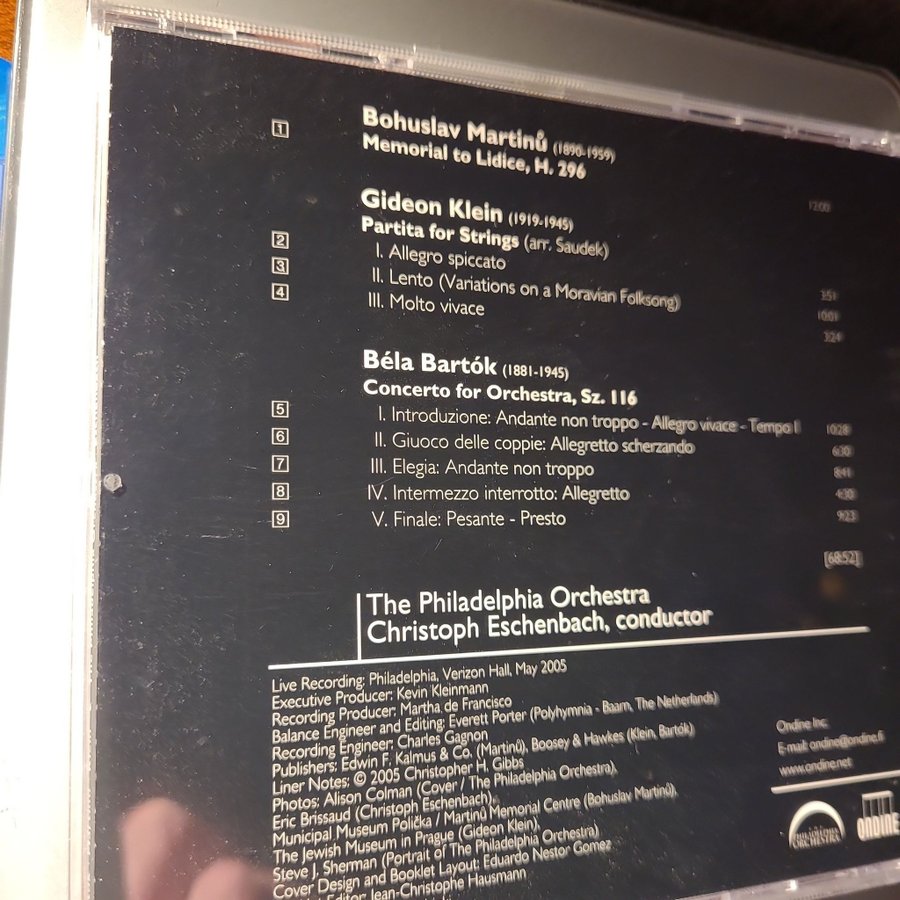 1 Bohuslav Martinů (1890-1959)
Memorial to Lidice, H. 296 12:00
Gideon Klein (1919-1945)
Partita for Strings (arr. Saudek)
2 I. Allegro spiccato 3:51
3 II. Lento (Variations on a Moravian Folksong) 10:01
4 III. Molto vivace 3:24
Béla Bartók (1881-1945)
Concerto for Orchestra, Sz. 116
5 I. Introduzione: Andante non troppo - Allegro vivace - Tempo I 10:28
6 II. Giuoco delle coppie: Allegretto scherzando 6:30
7 III. Elegia: Andante non troppo 8:41
8 IV. Intermezzo interrotto: Allegretto 4:30
9 V. Finale: Pesante - Presto 9:23
[68:52]
The Philadelphia Orchestra
Christoph Eschenbach, conductor
Live Recording: Philadelphia, Verizon Hall, May 2005
Executive Producer: Kevin Kleinmann
Recording Producer: Martha de Francisco
Balance Engineer and Editing: Everett Porter (Polyhymnia - Baarn, The Netherlands)
Recording Engineer: Charles Gagnon
Publishers: Edwin F. Kalmus & Co. (Martinů), Boosey & Hawkes (Klein, Bartók)
Liner Notes: © 2005 Christopher H. Gibbs
Photos: Alison Colman (Cover / The Philadelphia Orchestra),
Eric Brissaud (Christoph Eschenbach),
Municipal Museum Polička / Martinů Memorial Centre (Bohuslav Martinů),
The Jewish Museum in Prague (Gideon Klein),
Steve J. Sherman (Portrait of The Philadelphia Orchestra)
Cover Design and Booklet Layout: Eduardo Nestor Gomez
Editor: Jean-Christophe Hausmann
Ondine Inc.
E-mail: ondine@ondine.fi
www.ondine.net
PHILADELPHIA
ORCHESTRA
ONDINE